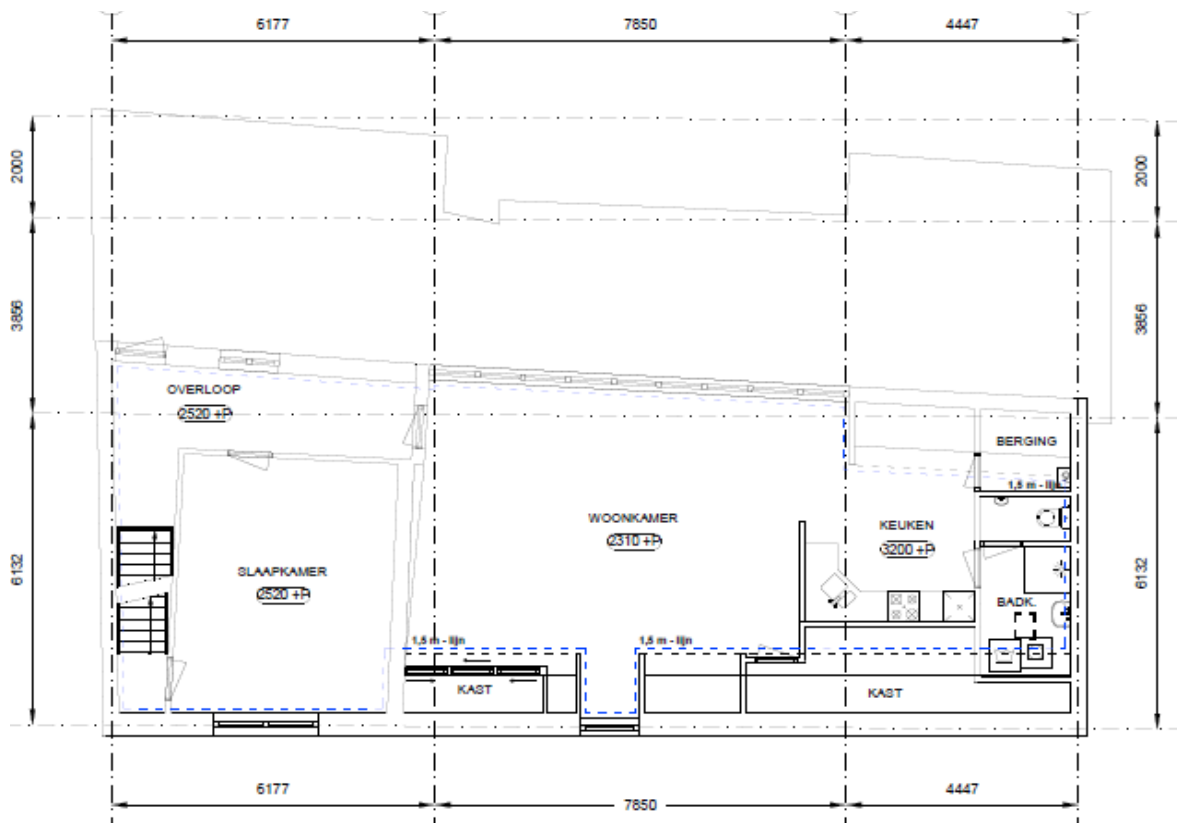 6177
7850
4447
2000
2000
3856
3856
OVERLOOP
2520 +P
BERGING
1,5 m - lijn
WOONKAMER
2310 +P
KEUKEN
3200 +P
6132
6132
SLAAPKAMER
2520 +P
BADK.
1,5 m - lijn
1,5 m - lijn
KAST
KAST
6177
7850
4447